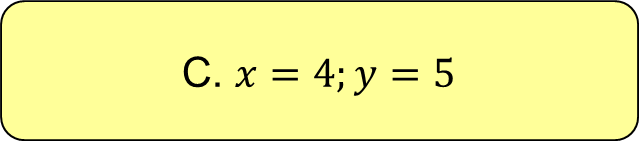 C. 𝑥 = 4; 𝑦 = 5